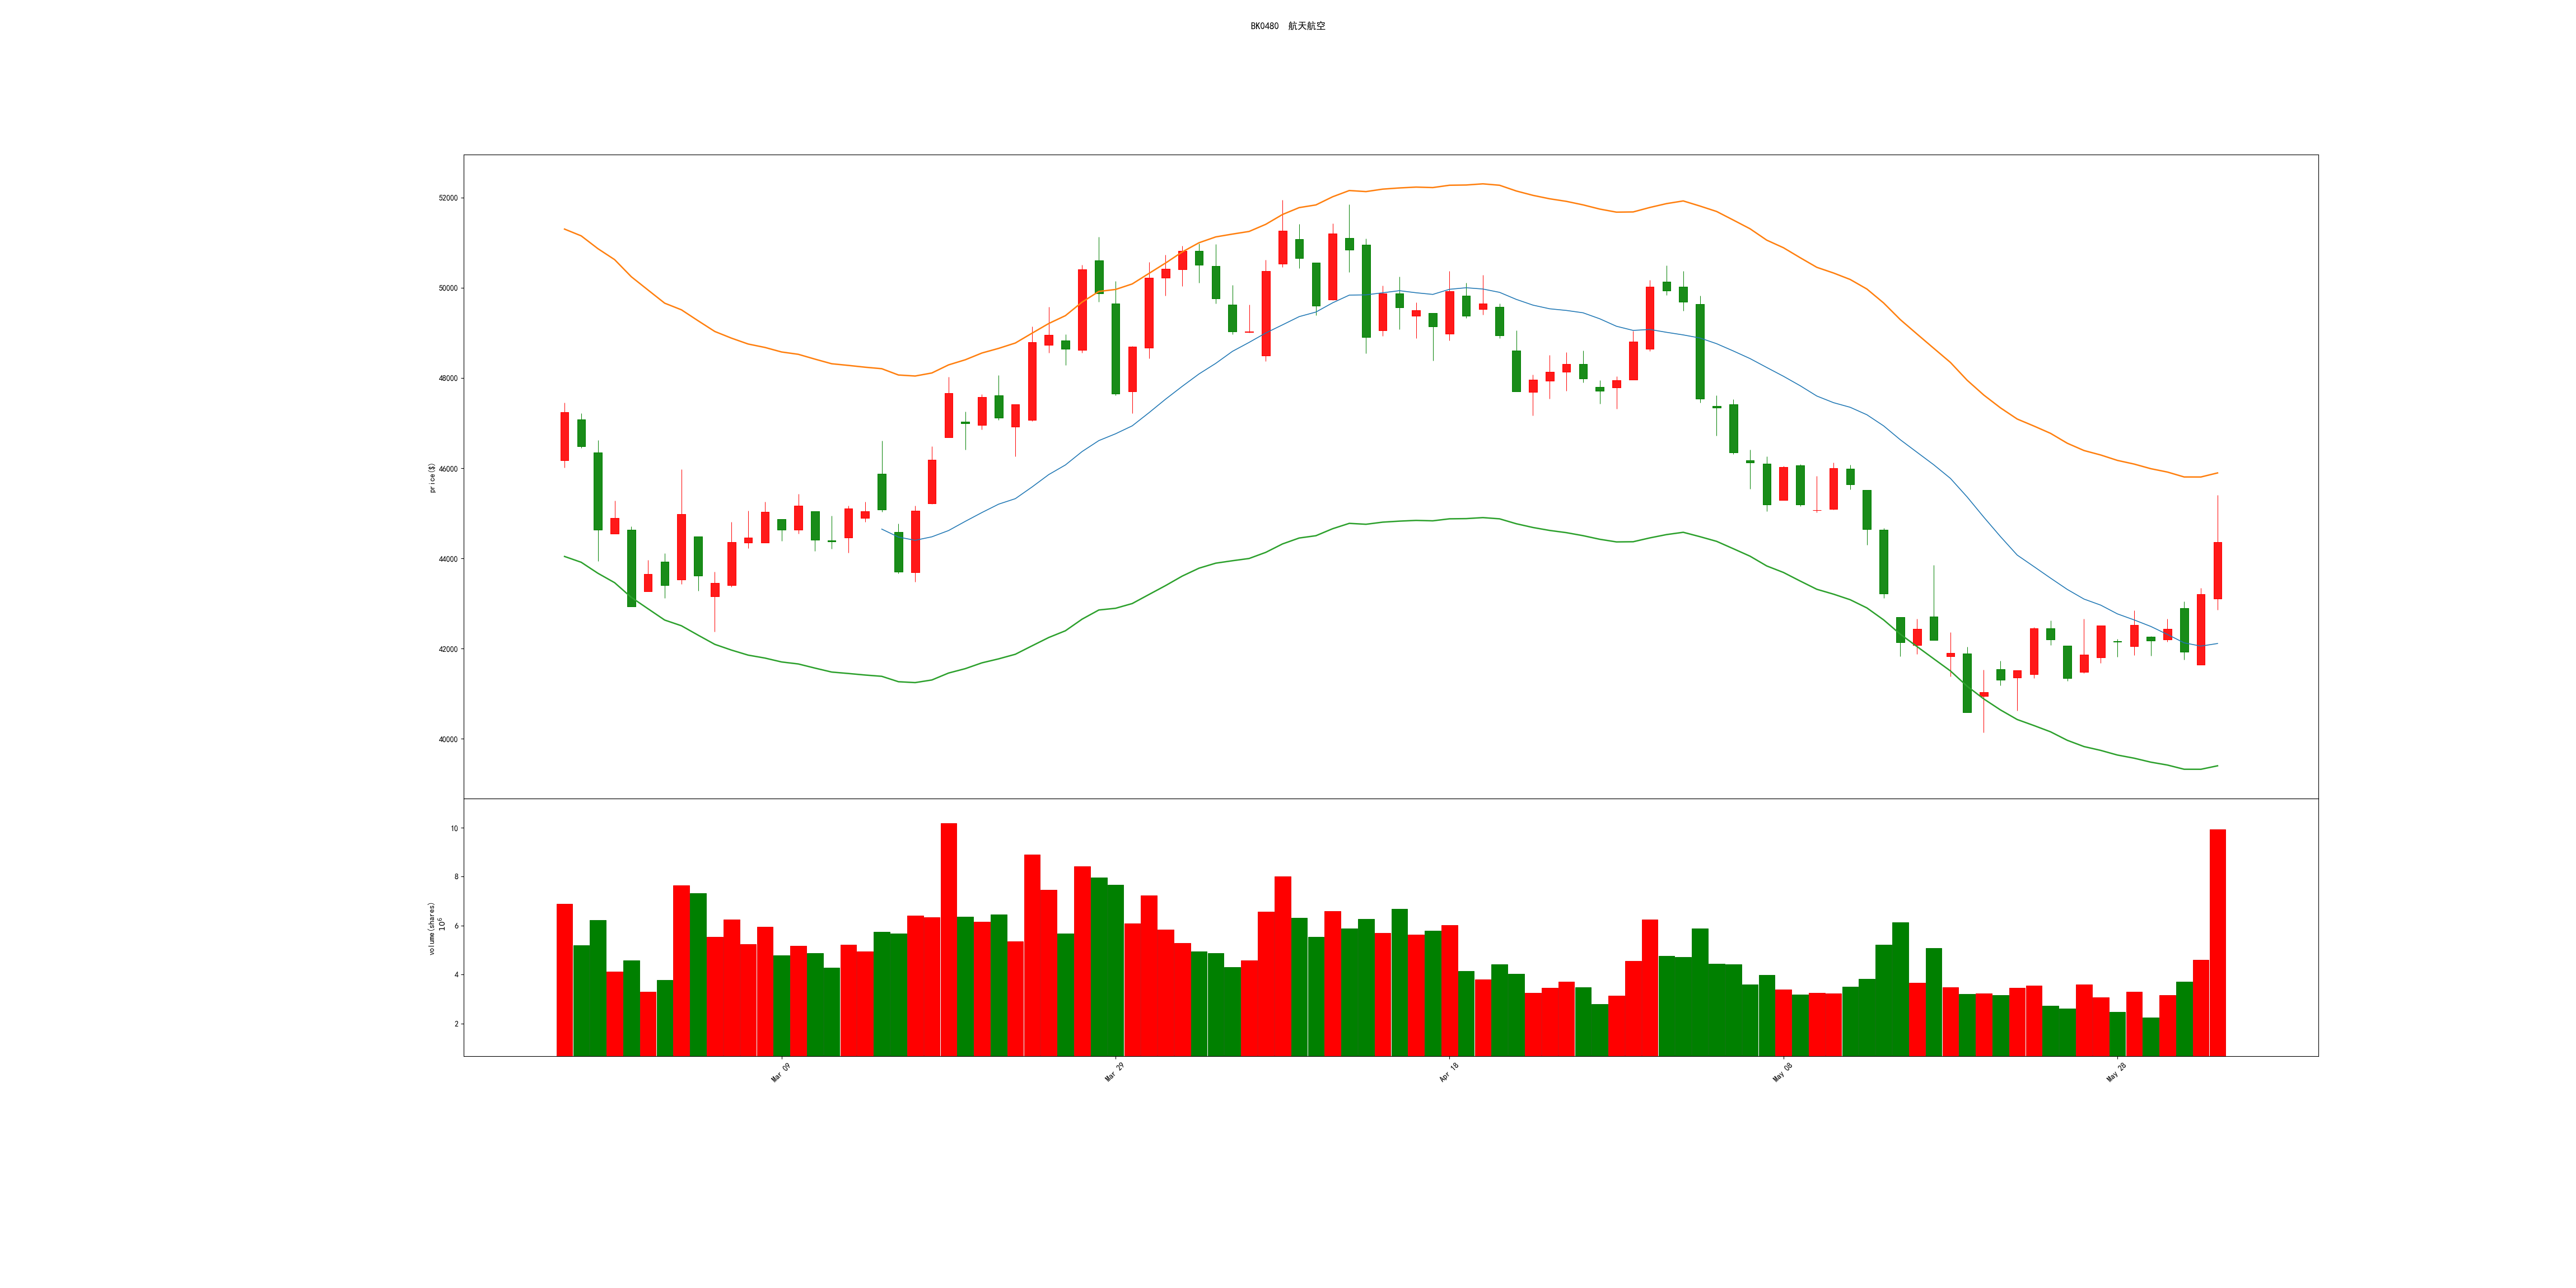 BK0480 航天航空
price($)
52000
50000
48000
46000
44000
42000
40000
volume(shares)
10^6
10
8
6
4
2
Mar 09
Mar 29
Apr 18
May 08
May 28